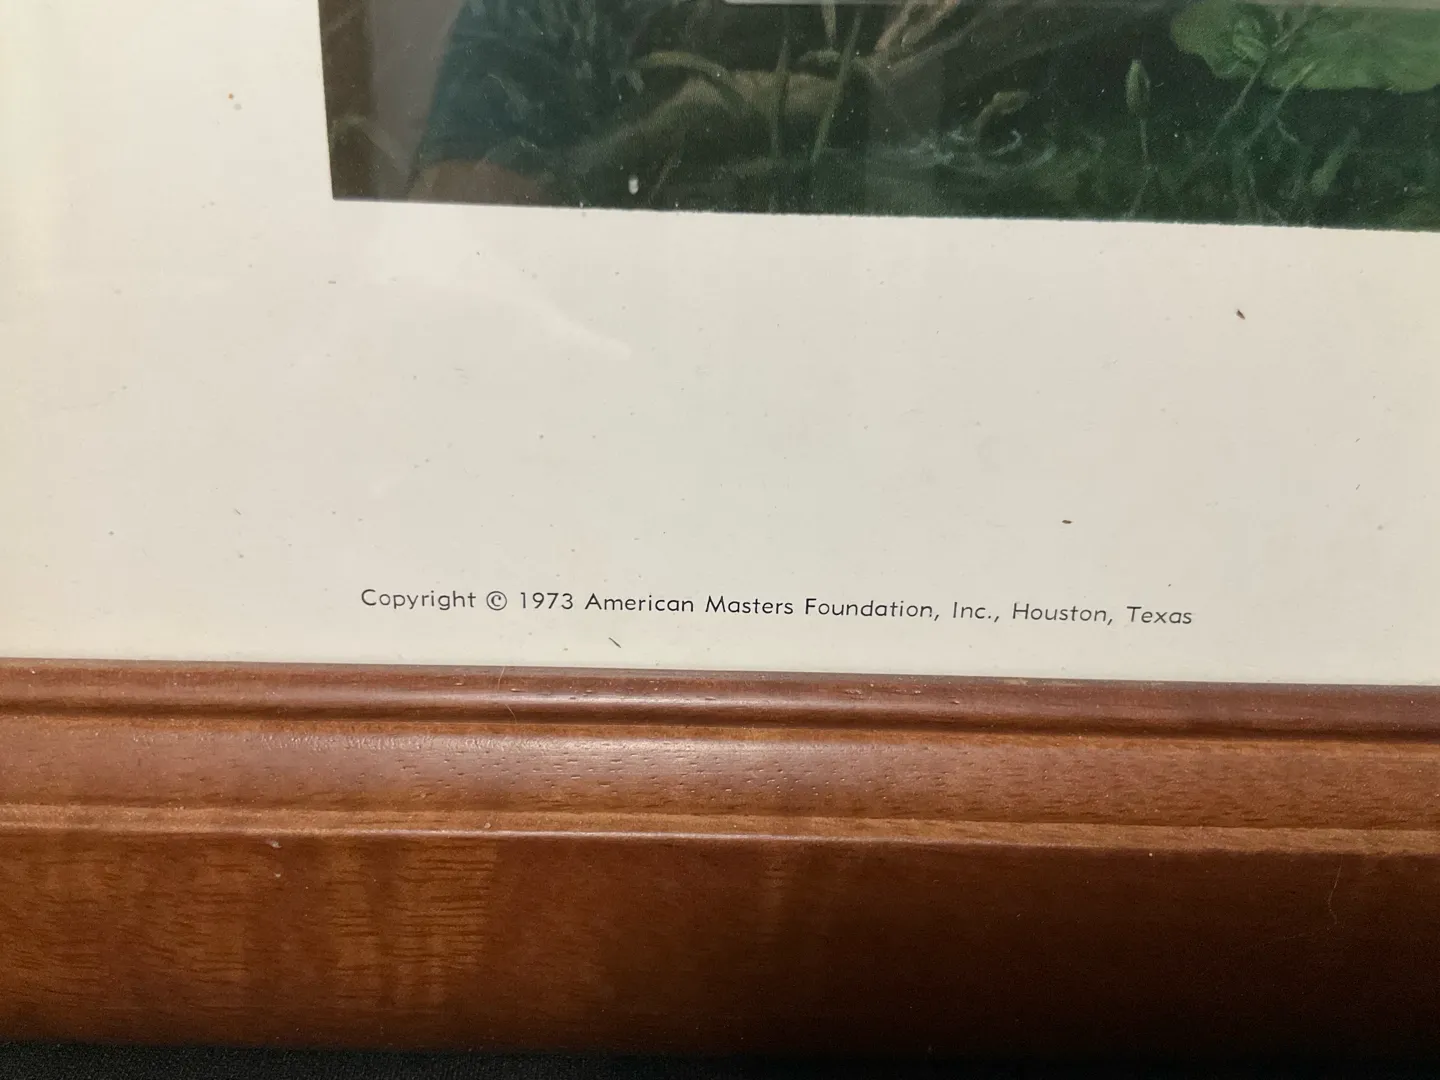 Copyright © 1973 American Masters Foundation, Inc., Houston, Texas